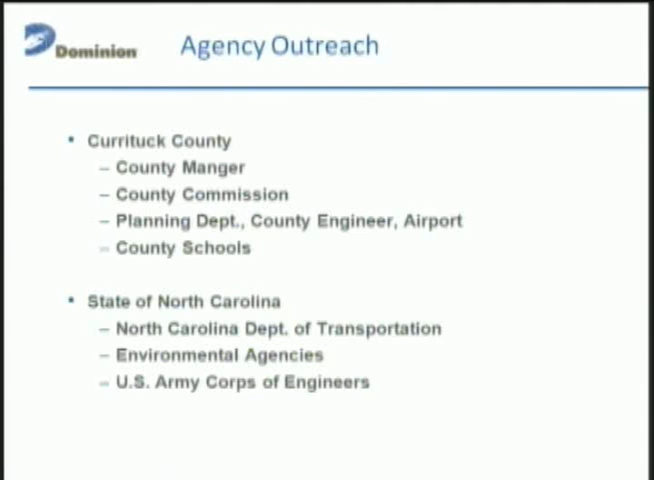 Dominion
Agency Outreach
• Currituck County
– County Manger
– County Commission
– Planning Dept., County Engineer, Airport
– County Schools
• State of North Carolina
– North Carolina Dept. of Transportation
– Environmental Agencies
– U.S. Army Corps of Engineers